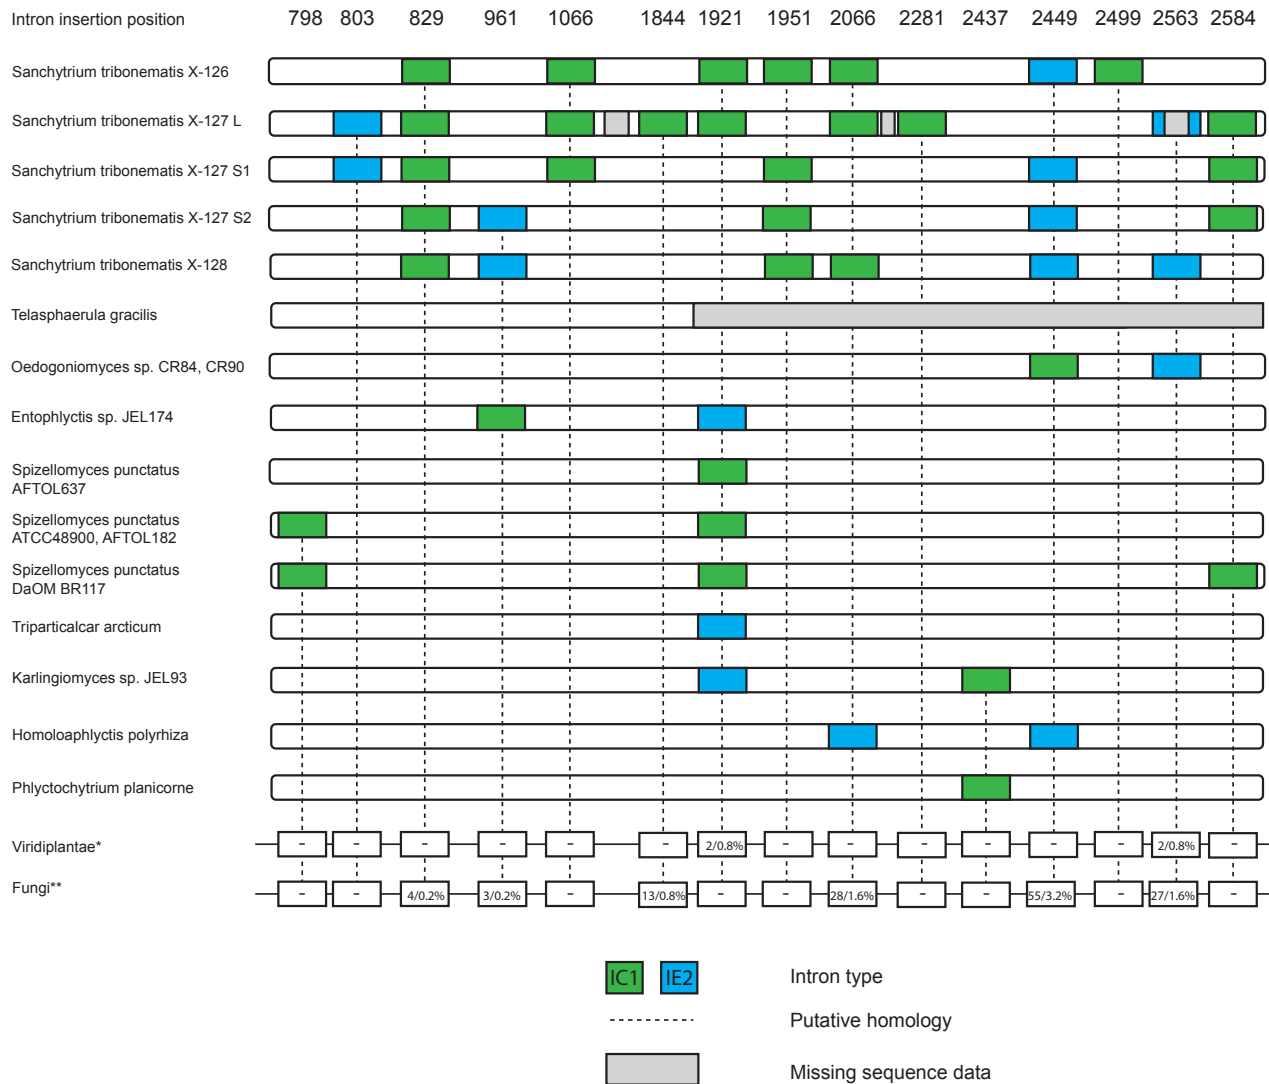 Intron insertion position 798 803 829 961 1066 1844 1921 1951 2066 2281 2437 2449 2499 2563 2584
Sanchytrium tribonematis X-126
Sanchytrium tribonematis X-127 L
Sanchytrium tribonematis X-127 S1
Sanchytrium tribonematis X-127 S2
Sanchytrium tribonematis X-128
Telasphaerula gracilis
Oedogoniomyces sp. CR84, CR90
Entophlyctis sp. JEL174
Spizellomyces punctatus
AFTOL637
Spizellomyces punctatus
ATCC48900, AFTOL182
Spizellomyces punctatus
DaOM BR117
Triparticalcar arcticum
Karlingiomyces sp. JEL93
Homoloaphlyctis polyrhiza
Phlyctochytrium planicorne
Viridiplantae* - - - - - - 2/0.8% - - - - - - 2/0.8% -
Fungi** - - 4/0.2% 3/0.2% - 13/0.8% - - 28/1.6% - - 55/3.2% - 27/1.6% -
IC1 IE2 Intron type
Putative homology
Missing sequence data